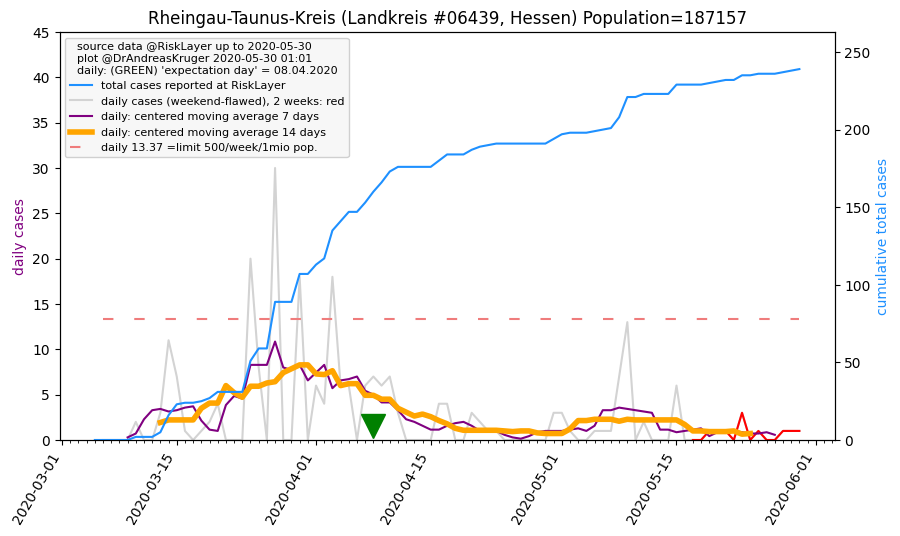 Rheingau-Taunus-Kreis (Landkreis #06439, Hessen) Population=187157
source data @RiskLayer up to 2020-05-30
plot @DrAndreasKruger 2020-05-30 01:01
daily: (GREEN) 'expectation day' = 08.04.2020
total cases reported at RiskLayer
daily cases (weekend-flawed), 2 weeks: red
daily: centered moving average 7 days
daily: centered moving average 14 days
daily 13.37 =limit 500/week/1mio pop.
daily cases
45
40
35
30
25
20
15
10
5
0
250
200
150
100
50
0
cumulative total cases
2020-03-01
2020-03-15
2020-04-01
2020-04-15
2020-05-01
2020-05-15
2020-06-01